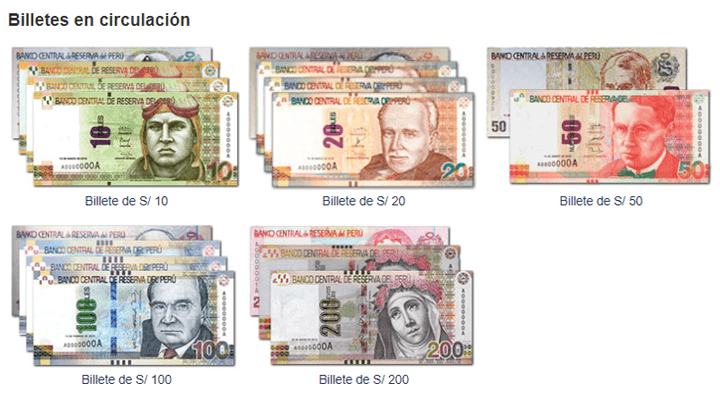 Billetes en circulación
BANCO CENTRAL DE RESERVA DEL PERÚ
BANCO CENTRAL DE RESERVA DEL PERÚ
BANCO CENTRAL DE RESERVA DEL PERÚ
BANCO CENTRAL DE RESERVA DEL PERÚ
10
A0000000A
A0000000A
10
Billete de S/ 10
BANCO CENTRAL DE RESERVA DEL PERÚ
BANCO CENTRAL DE RESERVA DEL PERÚ
BANCO CENTRAL DE RESERVA DEL PERÚ
BANCO CENTRAL DE RESERVA DEL PERÚ
20
A0000000A
A0000000A
20
Billete de S/ 20
BANCO CENTRAL DE RESERVA DEL PERÚ
50
BANCO CENTRAL DE RESERVA DEL
50
A0000000A
A0000000A
50
Billete de S/ 50
BANCO CENTRAL DE RESERVA DEL PERÚ
BANCO CENTRAL DE RESERVA DEL PERÚ
BANCO CENTRAL DE RESERVA DEL PERÚ
BANCO CENTRAL DE RESERVA DEL PERÚ
100
A0000000A
A0000000A
100
Billete de S/ 100
BANCO CENTRAL DE RESERVA DEL PERÚ
BANCO CENTRAL DE RESERVA DEL PERÚ
BANCO CENTRAL DE RESERVA DEL PERÚ
200
A0000000A
A0000000A
200
Billete de S/ 200